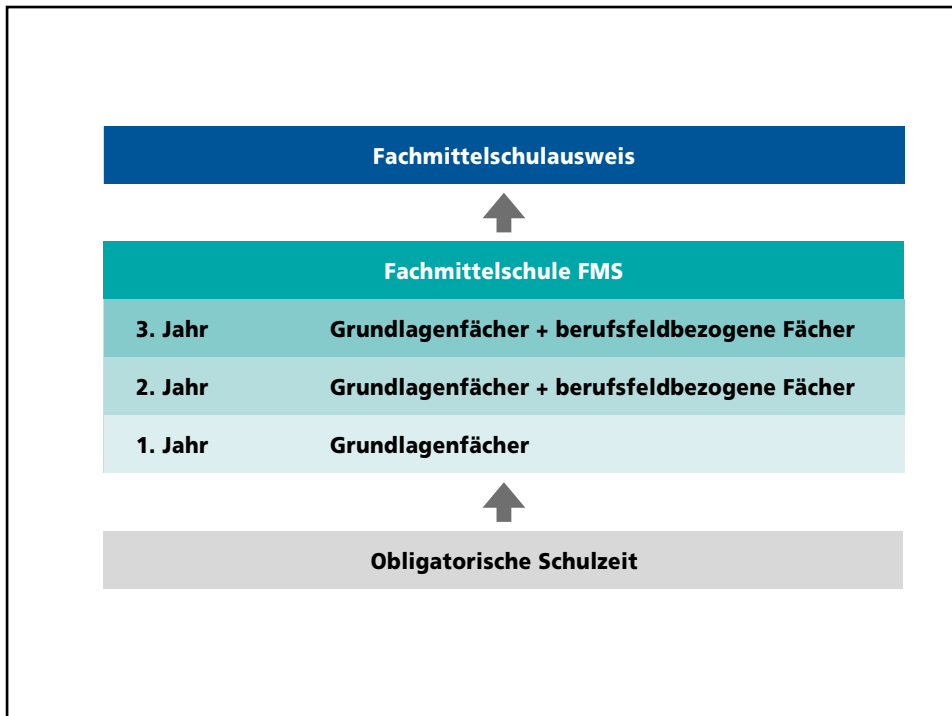 Fachmittelschulausweis
Fachmittelschule FMS
3. Jahr Grundlagenfächer + berufsfeldbezogene Fächer
2. Jahr Grundlagenfächer + berufsfeldbezogene Fächer
1. Jahr Grundlagenfächer
Obligatorische Schulzeit